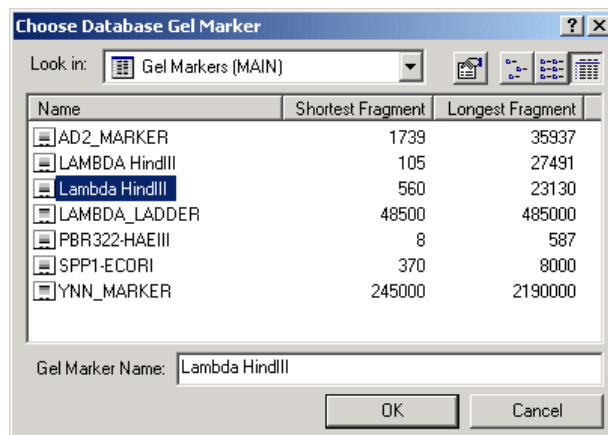 Choose Database Gel Marker
Look in: Gel Markers (MAIN)
Name Shortest Fragment Longest Fragment
AD2_MARKER 1739 35937
LAMBDA HindIII 105 27491
Lambda HindIII 560 23130
LAMBDA_LADDER 48500 485000
PBR322-HAEIII 8 587
SPP1-ECORI 370 8000
YNN_MARKER 245000 2190000
Gel Marker Name: Lambda HindIII
OK Cancel